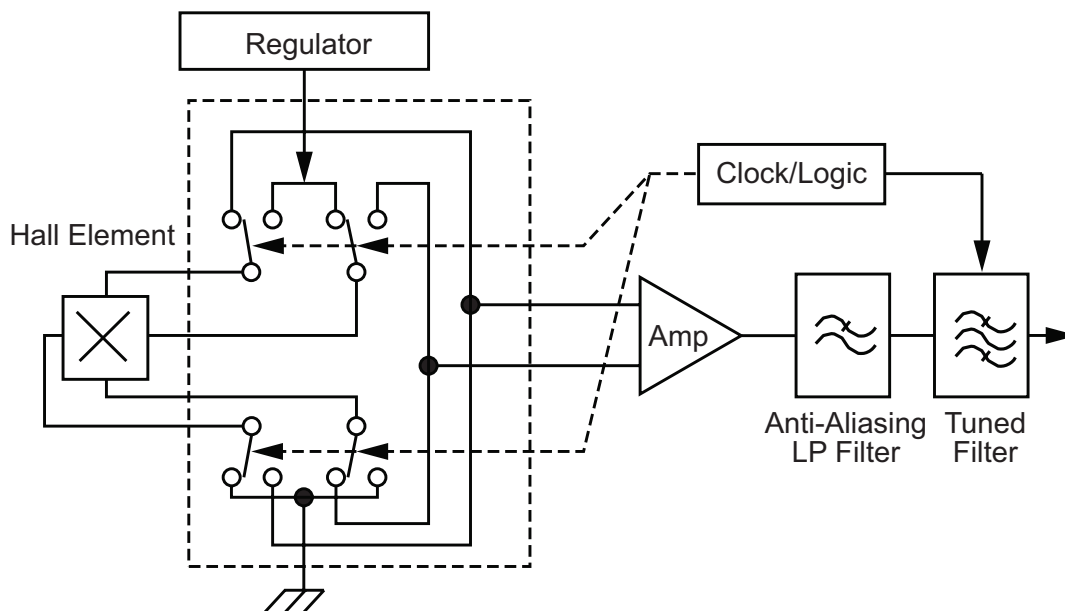 Regulator
Clock/Logic
Hall Element
Amp
Anti-Aliasing
LP Filter
Tuned
Filter